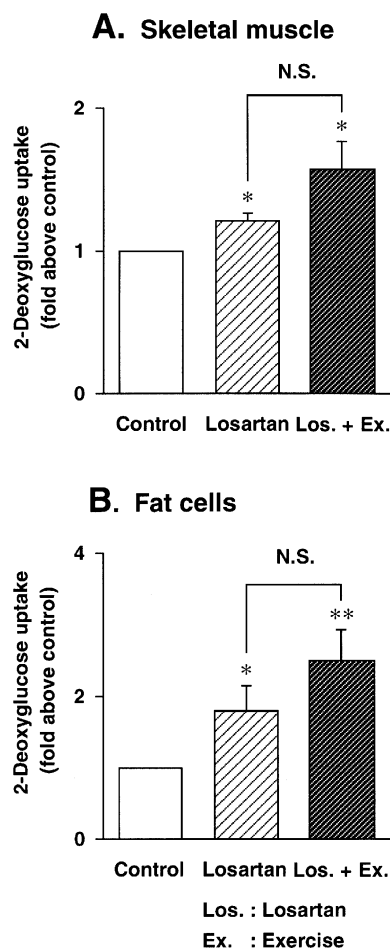 A. Skeletal muscle
N.S.
2-Deoxyglucose uptake
(fold above control)
2
*
*
1
0
Control Losartan Los. + Ex.
B. Fat cells
N.S.
2-Deoxyglucose uptake
(fold above control)
4
**
*
2
0
Control Losartan Los. + Ex.
Los. : Losartan
Ex. : Exercise